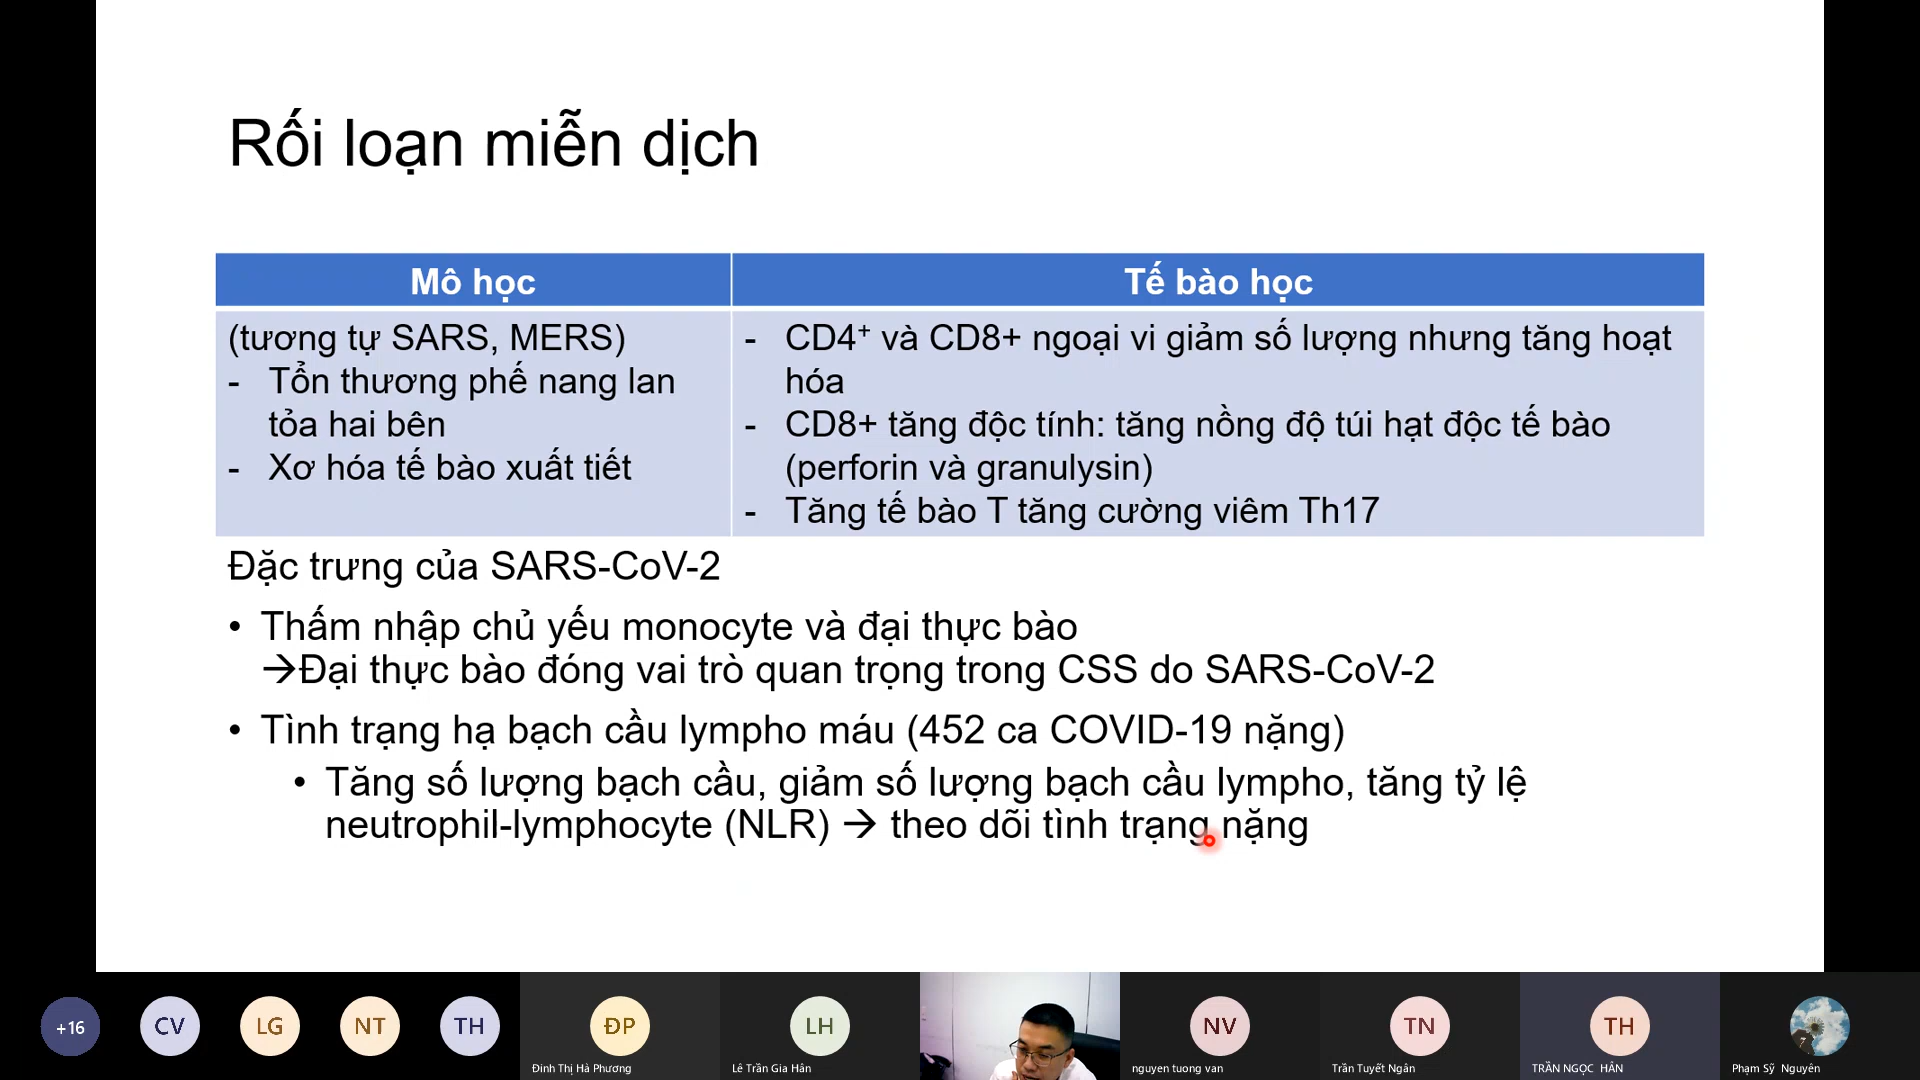 Rối loạn miễn dịch
Mô học
Tế bào học
(tương tự SARS, MERS)
- Tổn thương phế nang lan
tỏa hai bên
- Xơ hóa tế bào xuất tiết
- CD4⁺ và CD8+ ngoại vi giảm số lượng nhưng tăng hoạt
hóa
- CD8+ tăng độc tính: tăng nồng độ túi hạt độc tế bào
(perforin và granulysin)
- Tăng tế bào T tăng cường viêm Th17
Đặc trưng của SARS-CoV-2
• Thấm nhập chủ yếu monocyte và đại thực bào
→Đại thực bào đóng vai trò quan trọng trong CSS do SARS-CoV-2
• Tình trạng hạ bạch cầu lympho máu (452 ca COVID-19 nặng)
• Tăng số lượng bạch cầu, giảm số lượng bạch cầu lympho, tăng tỷ lệ
neutrophil-lymphocyte (NLR) → theo dõi tình trạng nặng
+16
CV
LG
NT
TH
ĐP
LH
NV
TN
TH
Đinh Thị Hà Phương
Lê Trần Gia Hân
nguyen tuong van
Trần Tuyết Ngân
TRẦN NGỌC HÂN
Phạm Sỹ Nguyên